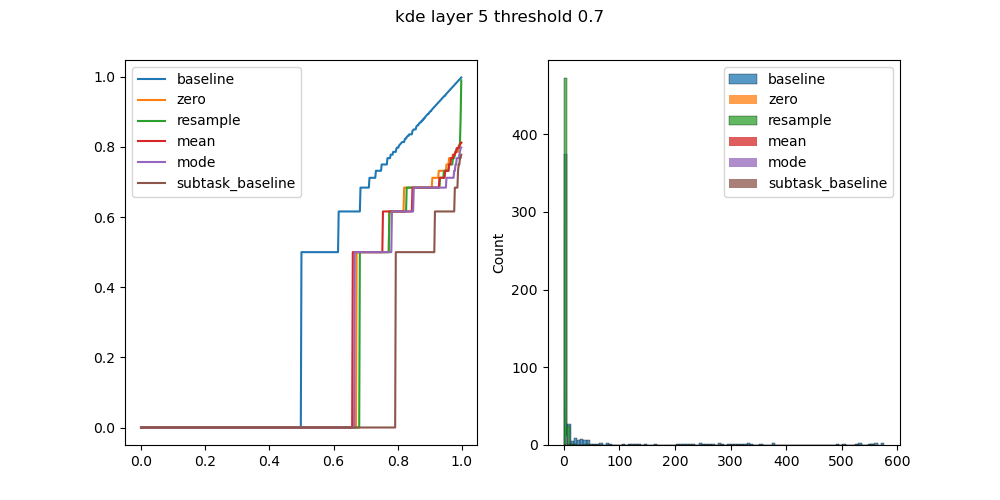 kde layer 5 threshold 0.7
baseline
zero
resample
mean
mode
subtask_baseline
1.0
0.8
0.6
0.4
0.2
0.0
0.0 0.2 0.4 0.6 0.8 1.0
baseline
zero
resample
mean
mode
subtask_baseline
Count
400
300
200
100
0
0 100 200 300 400 500 600